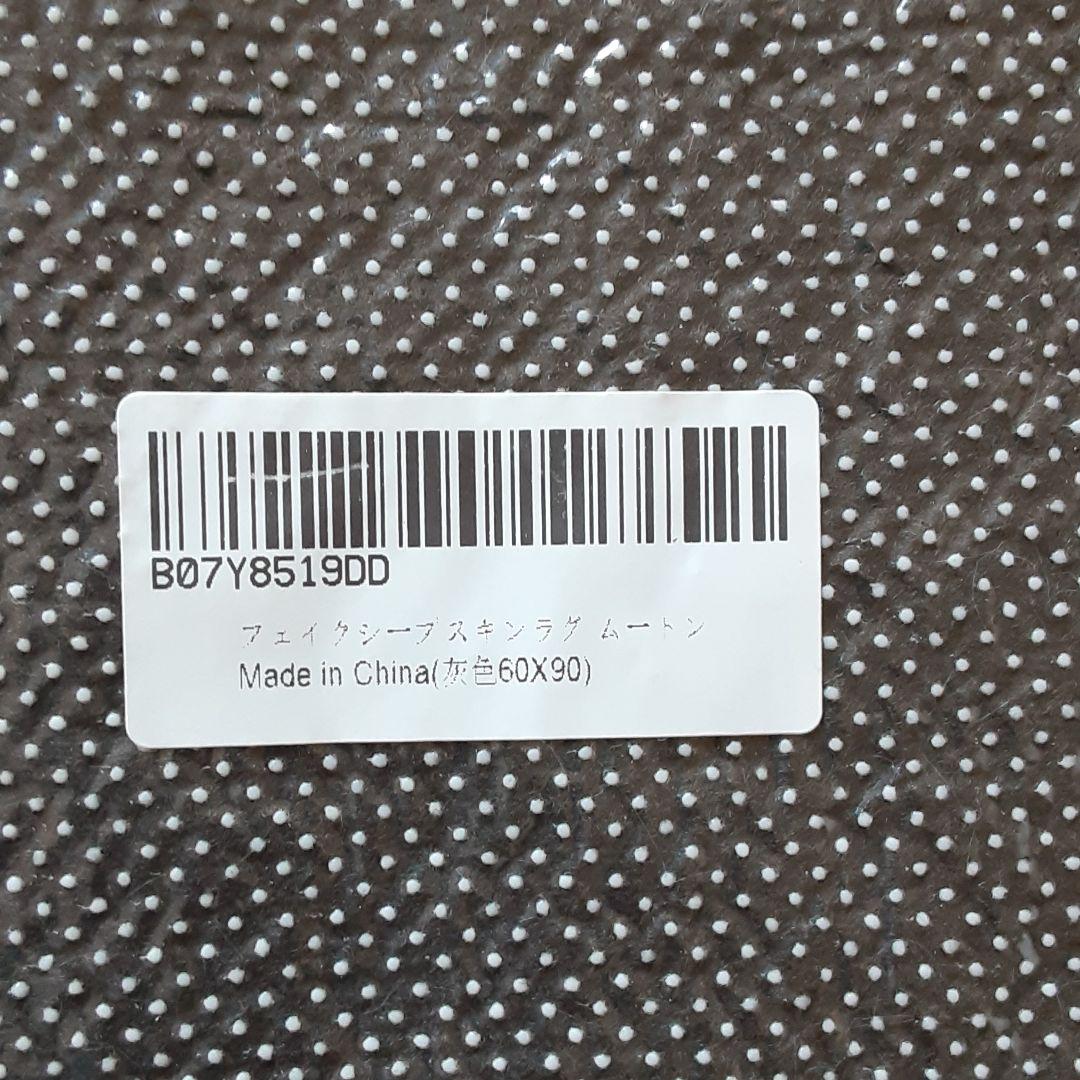 B07Y8519DD
フェイクシープスキンラグ ムートン
Made in China(灰色60X90)